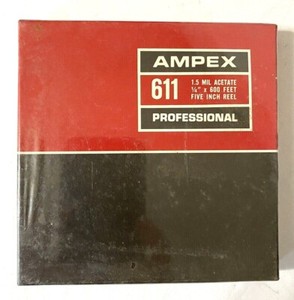 AMPEX
611
1.5 MIL ACETATE
¼" x 600 FEET
FIVE INCH REEL
PROFESSIONAL